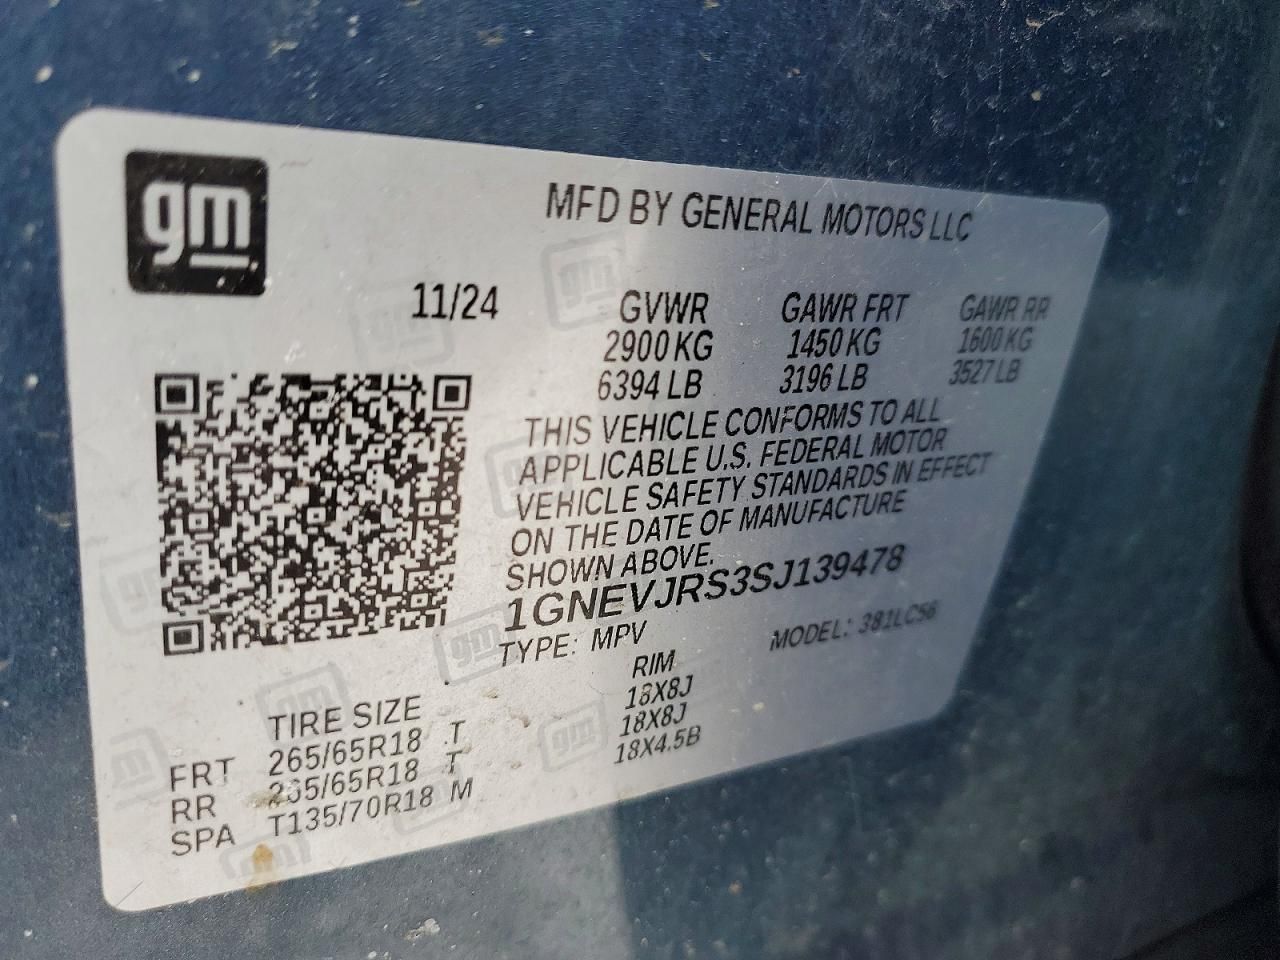 gm
MFD BY GENERAL MOTORS LLC
11/24 GVWR GAWR FRT GAWR RR
2900 KG 1450 KG 1600 KG
6394 LB 3196 LB 3527 LB
THIS VEHICLE CONFORMS TO ALL
APPLICABLE U.S. FEDERAL MOTOR
VEHICLE SAFETY STANDARDS IN EFFECT
ON THE DATE OF MANUFACTURE
SHOWN ABOVE.
1GNEVJRS3SJ139478
TYPE: MPV MODEL: 381LC56
TIRE SIZE RIM
FRT 265/65R18 T 18X8J
RR 265/65R18 T 18X8J
SPA T135/70R18 M 18X4.5B